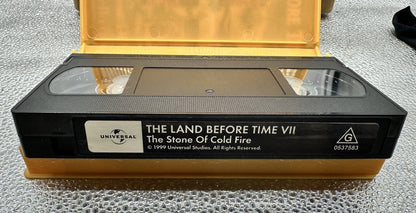 UNIVERSAL
THE LAND BEFORE TIME VII
The Stone Of Cold Fire
© 1999 Universal Studios. All Rights Reserved.
G
0537583